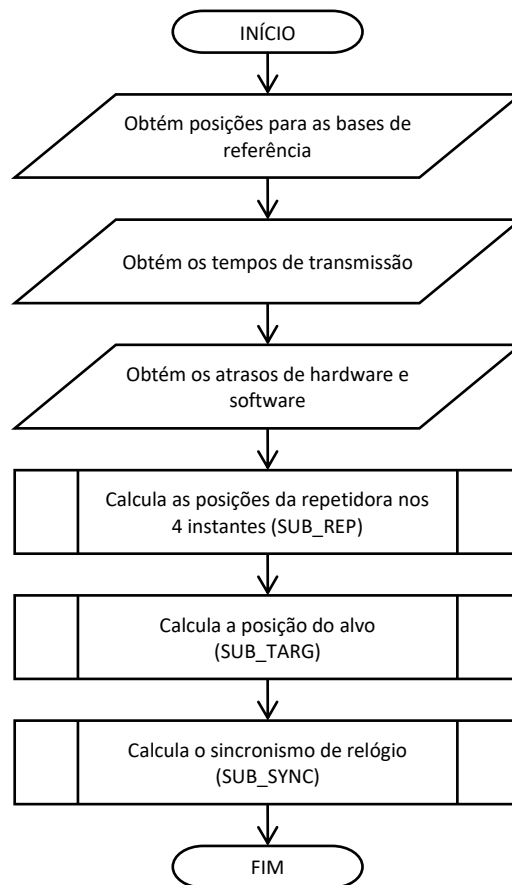 INÍCIO
Obtém posições para as bases de
referência
Obtém os tempos de transmissão
Obtém os atrasos de hardware e
software
Calcula as posições da repetidora nos
4 instantes (SUB_REP)
Calcula a posição do alvo
(SUB_TARG)
Calcula o sincronismo de relógio
(SUB_SYNC)
FIM